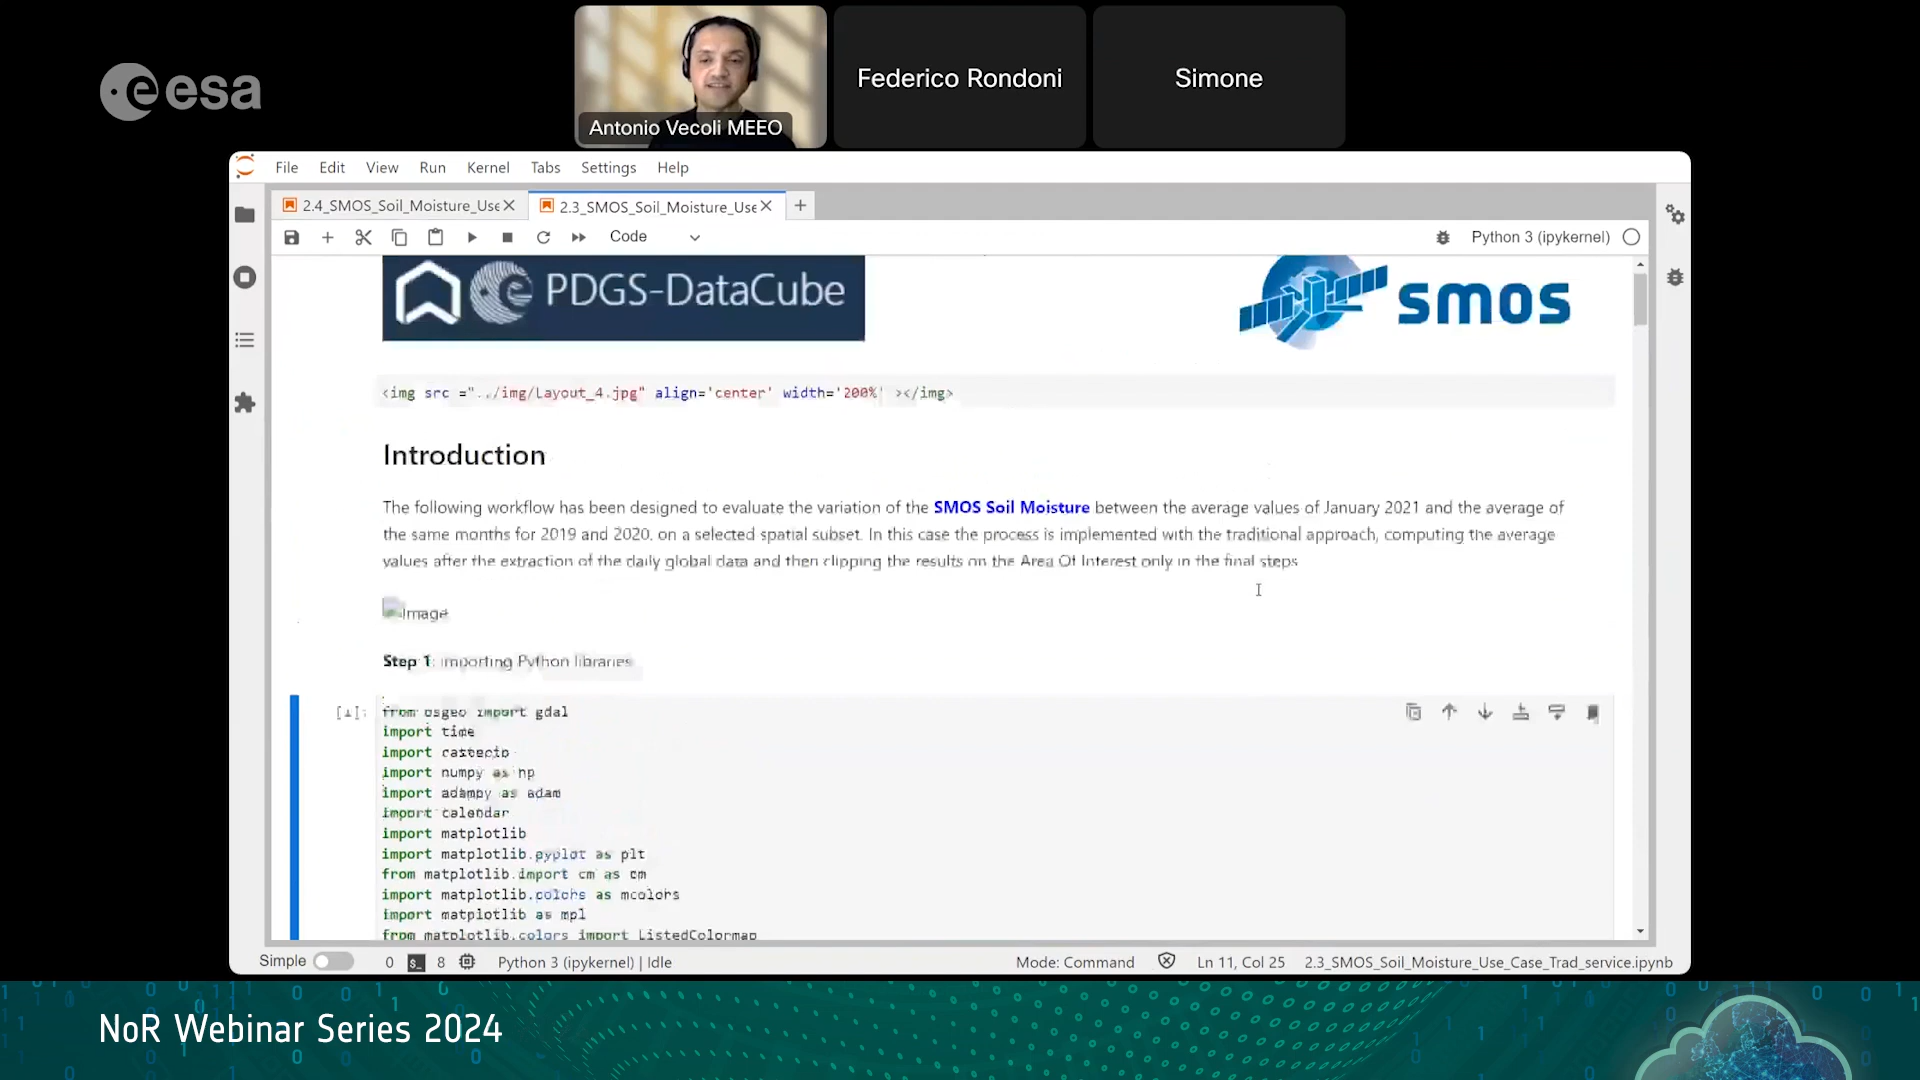 esa
Antonio Vecoli MEEO
Federico Rondoni
Simone
File Edit View Run Kernel Tabs Settings Help
2.4_SMOS_Soil_Moisture_Use
2.3_SMOS_Soil_Moisture_Use
Code
Python 3 (ipykernel)
PDGS-DataCube
smos
<img src ="../img/Layout_4.jpg" align='center' width='200%' ></img>
Introduction
The following workflow has been designed to evaluate the variation of the SMOS Soil Moisture between the average values of January 2021 and the average of
the same months for 2019 and 2020, on a selected spatial subset. In this case the process is implemented with the traditional approach, computing the average
values after the extraction of the daily global data and then clipping the results on the Area Of Interest only in the final steps
Image
Step 1: Importing Python libraries
[1]:
from osgeo import gdal
import time
import
import numpy as np
import adampy as adam
import calendar
import matplotlib
import matplotlib.pyplot as plt
from matplotlib.import cm as cm
import matplotlib.colors as mcolors
import matplotlib as mpl
from matplotlib.colors import ListedColormap
Simple 0 8 Python 3 (ipykernel) | Idle
Mode: Command Ln 11, Col 25 2.3_SMOS_Soil_Moisture_Use_Case_Trad_service.ipynb
NoR Webinar Series 2024